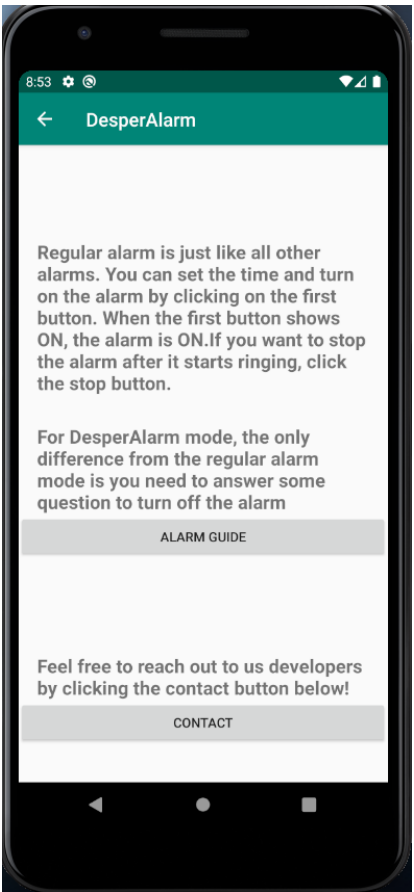 8:53
DesperAlarm
Regular alarm is just like all other
alarms. You can set the time and turn
on the alarm by clicking on the first
button. When the first button shows
ON, the alarm is ON.If you want to stop
the alarm after it starts ringing, click
the stop button.
For DesperAlarm mode, the only
difference from the regular alarm
mode is you need to answer some
question to turn off the alarm
ALARM GUIDE
Feel free to reach out to us developers
by clicking the contact button below!
CONTACT